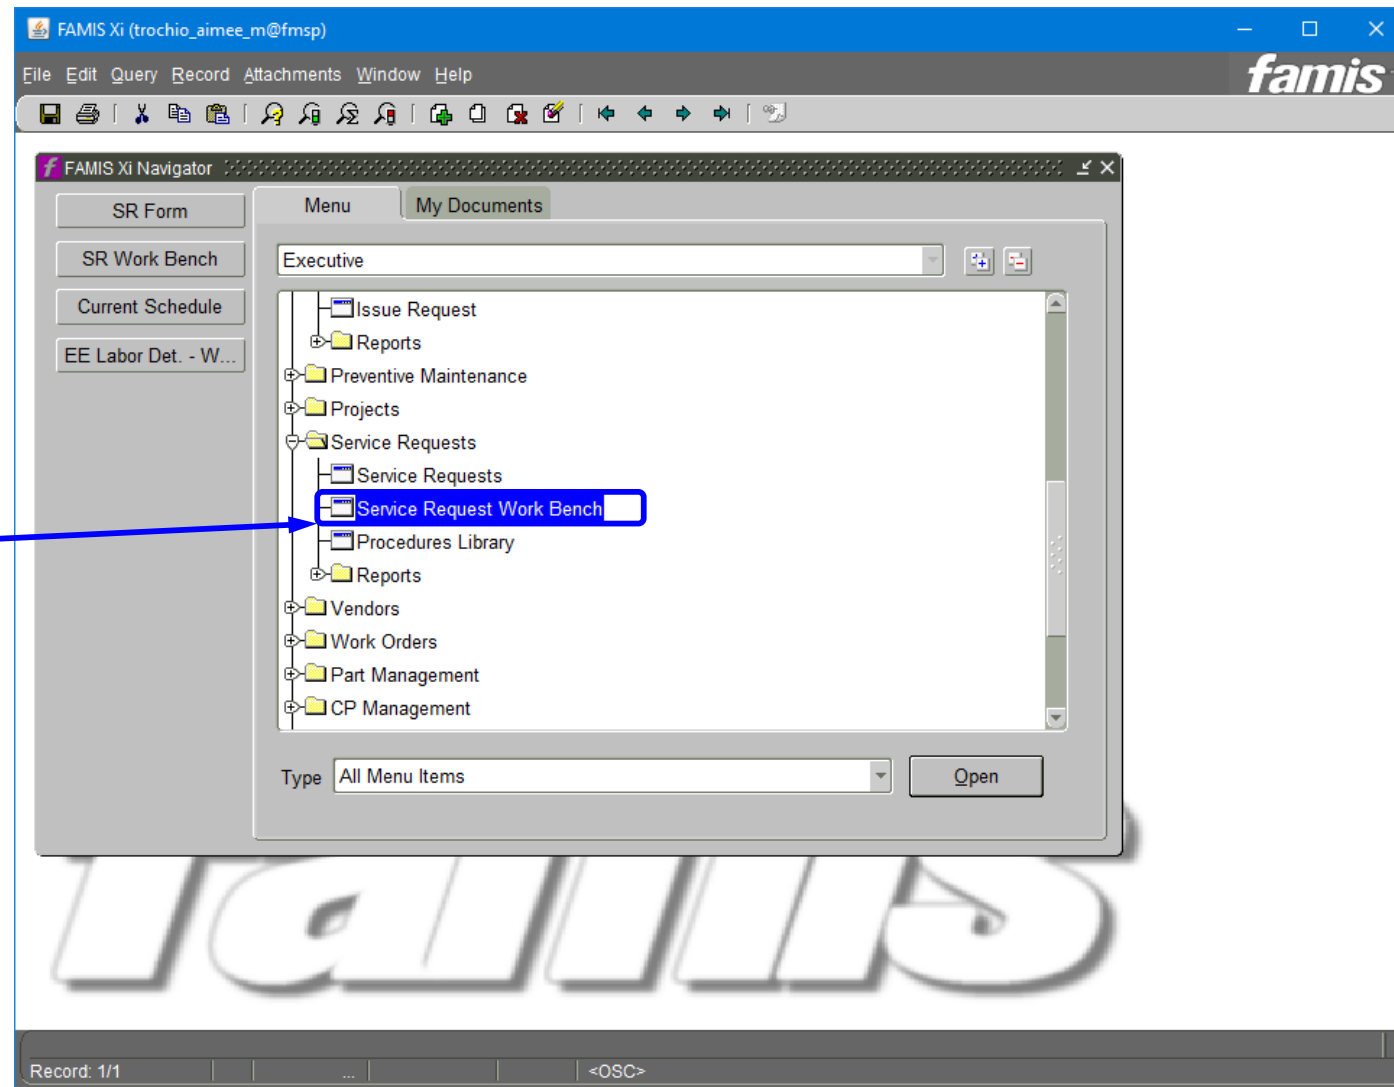 FAMIS Xi (trochio_aimee_m@fmsp)
File Edit Query Record Attachments Window Help
famis
FAMIS Xi Navigator
SR Form
SR Work Bench
Current Schedule
EE Labor Det. - W...
Menu My Documents
Executive
Issue Request
Reports
Preventive Maintenance
Projects
Service Requests
Service Requests
Service Request Work Bench
Procedures Library
Reports
Vendors
Work Orders
Part Management
CP Management
Type All Menu Items Open
famis
Record: 1/1 ... <OSC>